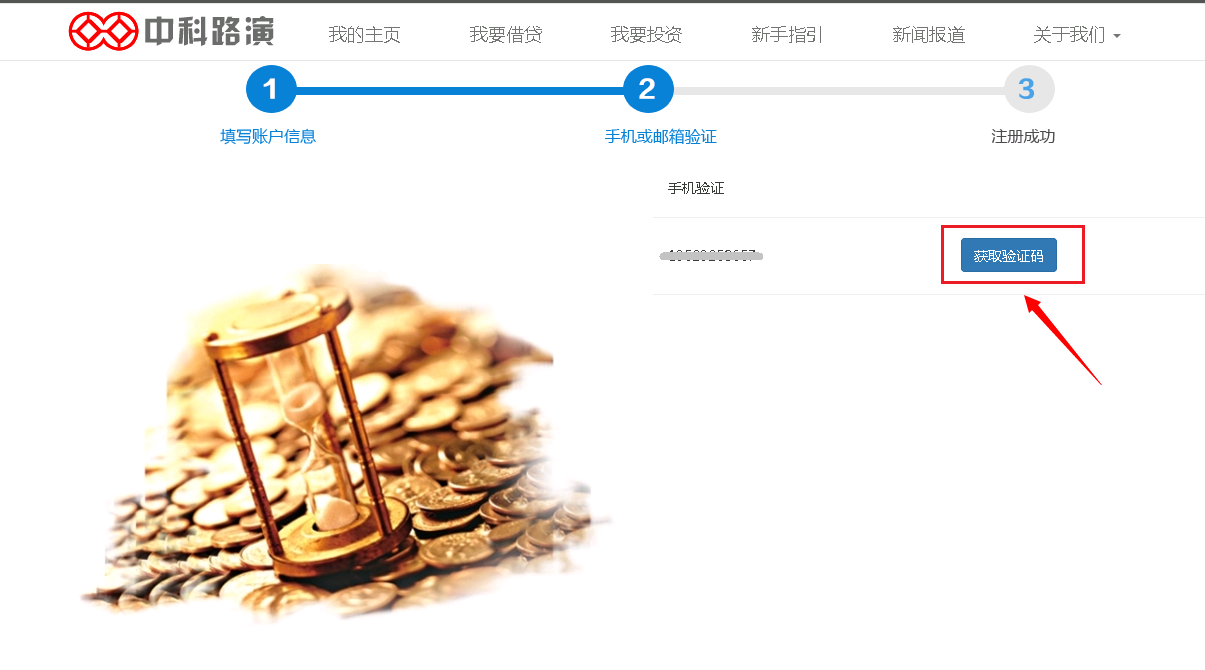 中科路演 我的主页 我要借贷 我要投资 新手指引 新闻报道 关于我们
1 2 3
填写账户信息 手机或邮箱验证 注册成功
手机验证
获取验证码